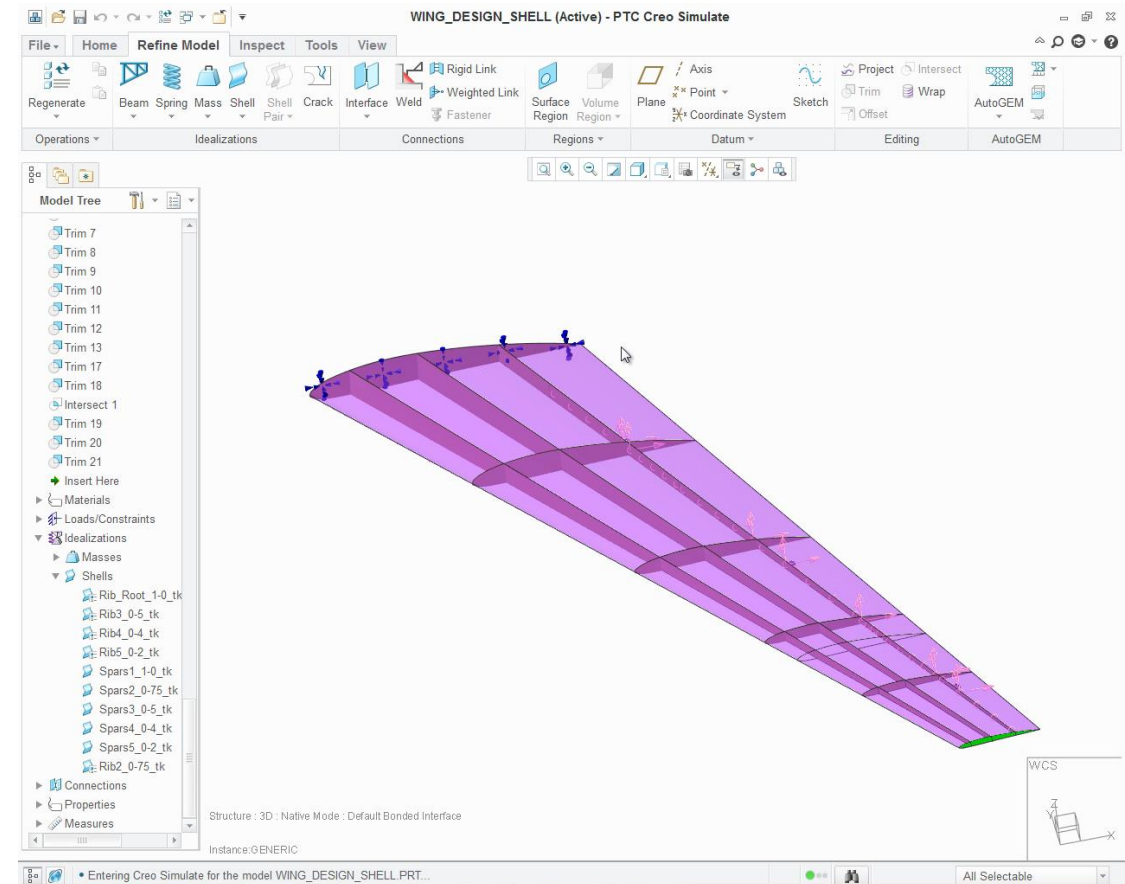 WING_DESIGN_SHELL (Active) - PTC Creo Simulate
File Home Refine Model Inspect Tools View
Regenerate
Beam Spring Mass Shell Shell Pair Crack
Interface Weld Rigid Link
Weighted Link
Fastener
Surface Region Volume Region
Plane Axis
Point
Coordinate System
Sketch
Project Intersect
Trim Wrap
Offset
AutoGEM
Operations Idealizations Connections Regions Datum Editing AutoGEM
Model Tree
Trim 7
Trim 8
Trim 9
Trim 10
Trim 11
Trim 12
Trim 13
Trim 17
Trim 18
Intersect 1
Trim 19
Trim 20
Trim 21
Insert Here
Materials
Loads/Constraints
Idealizations
Masses
Shells
Rib_Root_1-0_tk
Rib3_0-5_tk
Rib4_0-4_tk
Rib5_0-2_tk
Spars1_1-0_tk
Spars2_0-75_tk
Spars3_0-5_tk
Spars4_0-4_tk
Spars5_0-2_tk
Rib2_0-75_tk
Connections
Properties
Measures
WCS
Z
Y
X
Structure : 3D : Native Mode : Default Bonded Interface
Instance:GENERIC
• Entering Creo Simulate for the model WING_DESIGN_SHELL.PRT...
All Selectable